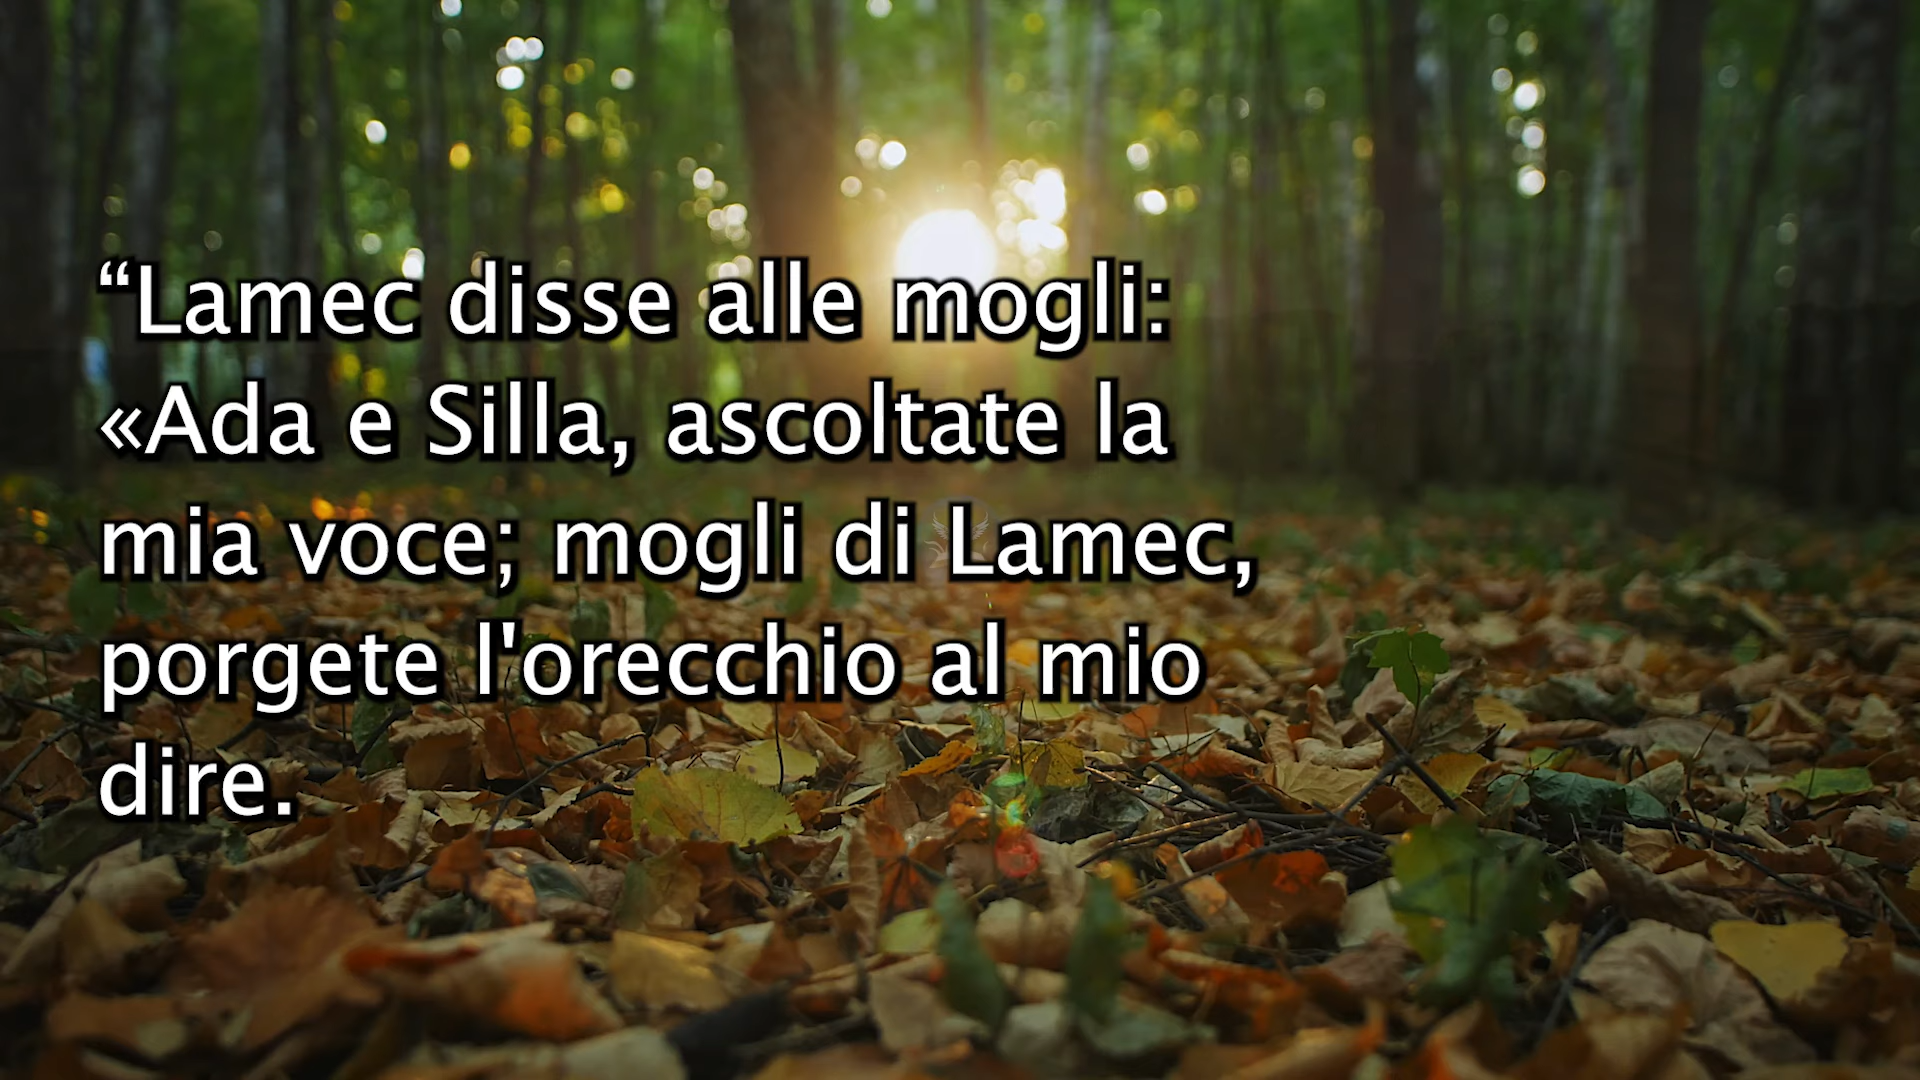 “Lamec disse alle mogli:
«Ada e Silla, ascoltate la
mia voce; mogli di Lamec,
porgete l'orecchio al mio
dire.